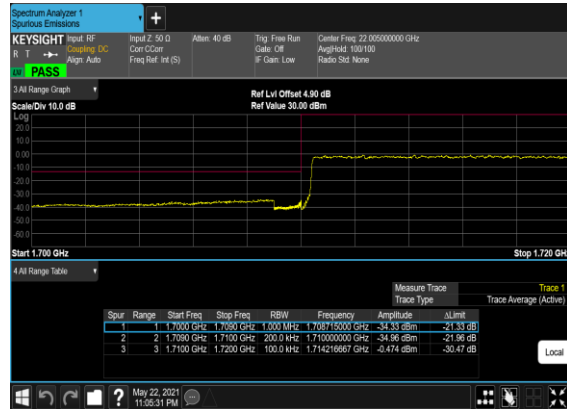 Spectrum Analyzer 1
Spurious Emissions
KEYSIGHT Input: RF Input Z: 50 Ω Atten: 40 dB Trig: Free Run Center Freq: 22.005000000 GHz
R T Coupling: DC Corr CCorr Gate: Off Avg|Hold: 100/100
Align: Auto Freq Ref: Int (S) IF Gain: Low Radio Std: None
LXI PASS
3 All Range Graph
Ref Lvl Offset 4.90 dB
Scale/Div 10.0 dB Ref Value 30.00 dBm
Log
20.0
10.0
0.00
-10.0
-20.0
-30.0
-40.0
-50.0
-60.0
Start 1.700 GHz Stop 1.720 GH
4 All Range Table
Measure Trace Trace 1
Trace Type Trace Average (Active)
Spur Range Start Freq Stop Freq RBW Frequency Amplitude ΔLimit
1 1 1.7000 GHz 1.7090 GHz 1.000 MHz 1.708715000 GHz -34.33 dBm -21.33 dB
2 2 1.7090 GHz 1.7100 GHz 200.0 kHz 1.710000000 GHz -34.96 dBm -21.96 dB
3 3 1.7100 GHz 1.7200 GHz 100.0 kHz 1.714216667 GHz -0.474 dBm -30.47 dB
Local
? May 22, 2021
11:05:31 PM